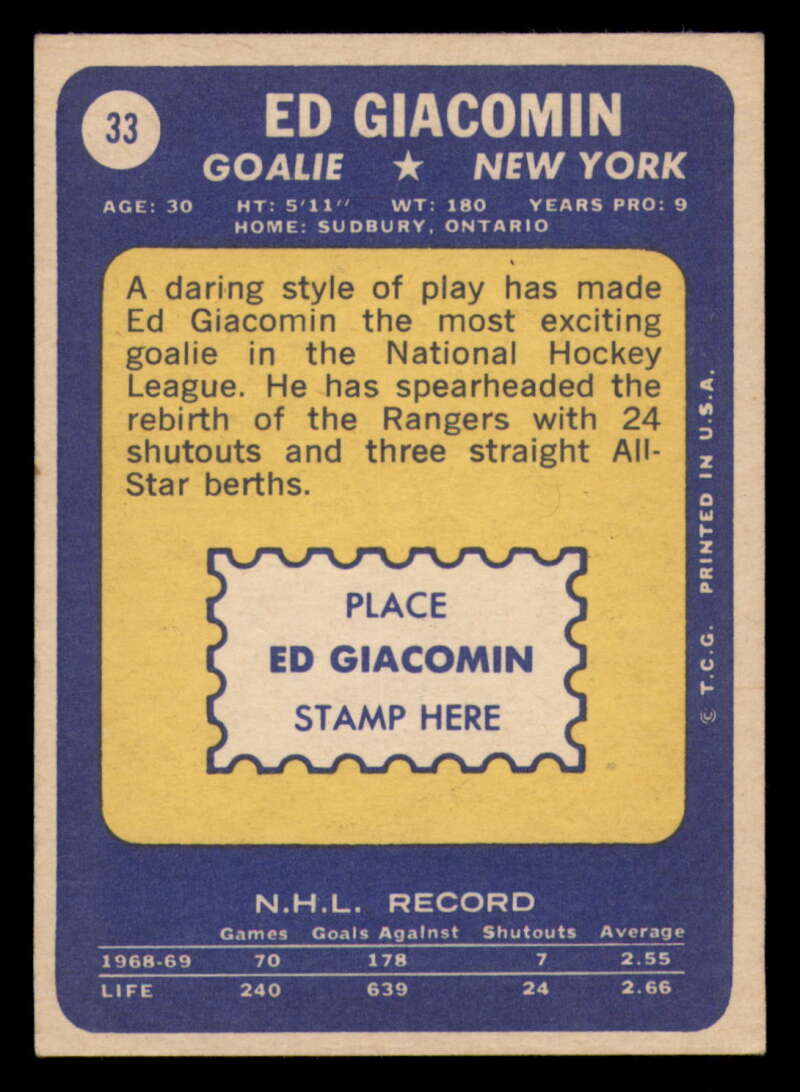 33
ED GIACOMIN
GOALIE ★ NEW YORK
AGE: 30 HT: 5'11" WT: 180 YEARS PRO: 9
HOME: SUDBURY, ONTARIO
A daring style of play has made
Ed Giacomin the most exciting
goalie in the National Hockey
League. He has spearheaded the
rebirth of the Rangers with 24
shutouts and three straight All-
Star berths.
PLACE
ED GIACOMIN
STAMP HERE
© T.C.G. PRINTED IN U.S.A.
N.H.L. RECORD
Games Goals Against Shutouts Average
1968-69 70 178 7 2.55
LIFE 240 639 24 2.66